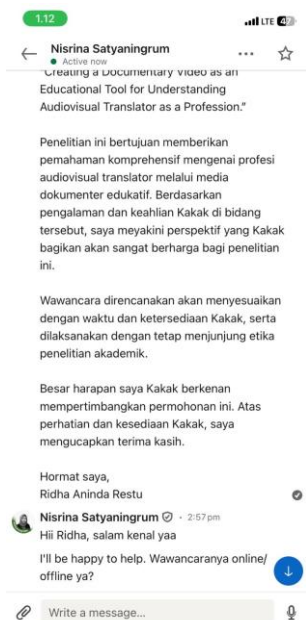 1.12
LTE 47
Nisrina Satyaningrum
Active now
"Creating a Documentary Video as an
Educational Tool for Understanding
Audiovisual Translator as a Profession."
Penelitian ini bertujuan memberikan
pemahaman komprehensif mengenai profesi
audiovisual translator melalui media
dokumenter edukatif. Berdasarkan
pengalaman dan keahlian Kakak di bidang
tersebut, saya meyakini perspektif yang Kakak
bagikan akan sangat berharga bagi penelitian
ini.
Wawancara direncanakan akan menyesuaikan
dengan waktu dan ketersediaan Kakak, serta
dilaksanakan dengan tetap menjunjung etika
penelitian akademik.
Besar harapan saya Kakak berkenan
mempertimbangkan permohonan ini. Atas
perhatian dan kesediaan Kakak, saya
mengucapkan terima kasih.
Hormat saya,
Ridha Aninda Restu
Nisrina Satyaningrum · 2:57 pm
Hii Ridha, salam kenal yaa
I'll be happy to help. Wawancaranya online/
offline ya?
Write a message...